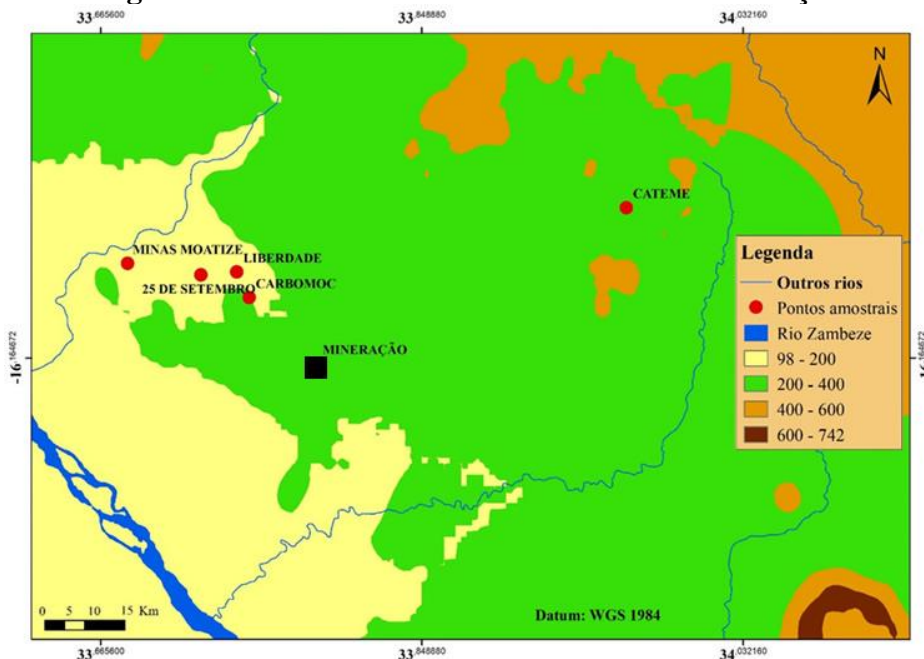 33.665600 33.848880 34.032160
N
CATEME
MINAS MOATIZE
LIBERDADE
25 DE SETEMBRO
CARBOMOC
MINERAÇÃO
-16.164672
16.164672
Legenda
Outros rios
Pontos amostrais
Rio Zambeze
98 - 200
200 - 400
400 - 600
600 - 742
0 5 10 15 Km
Datum: WGS 1984
33.665600 33.848880 34.032160